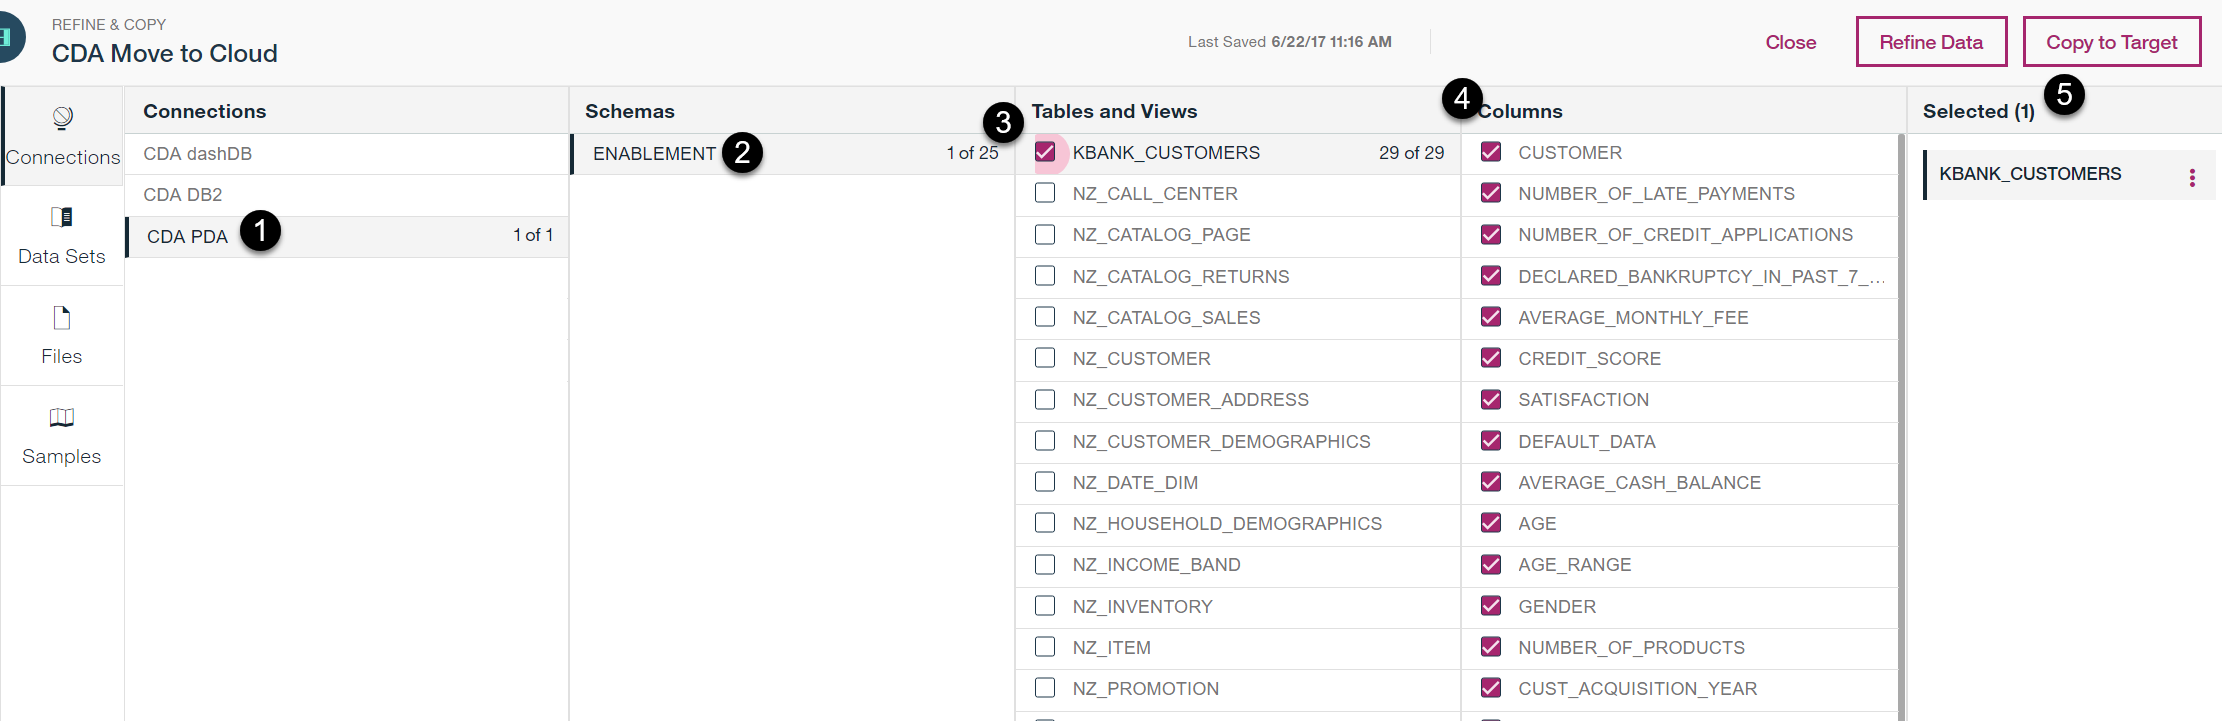 REFINE & COPY
CDA Move to Cloud
Last Saved 6/22/17 11:16 AM
Close
Refine Data
Copy to Target
Connections
Data Sets
Files
Samples
Connections
CDA dashDB
CDA DB2
CDA PDA 1 1 of 1
Schemas
ENABLEMENT 2 1 of 25
3 Tables and Views
KBANK_CUSTOMERS 29 of 29
NZ_CALL_CENTER
NZ_CATALOG_PAGE
NZ_CATALOG_RETURNS
NZ_CATALOG_SALES
NZ_CUSTOMER
NZ_CUSTOMER_ADDRESS
NZ_CUSTOMER_DEMOGRAPHICS
NZ_DATE_DIM
NZ_HOUSEHOLD_DEMOGRAPHICS
NZ_INCOME_BAND
NZ_INVENTORY
NZ_ITEM
NZ_PROMOTION
4 Columns
CUSTOMER
NUMBER_OF_LATE_PAYMENTS
NUMBER_OF_CREDIT_APPLICATIONS
DECLARED_BANKRUPTCY_IN_PAST_7_...
AVERAGE_MONTHLY_FEE
CREDIT_SCORE
SATISFACTION
DEFAULT_DATA
AVERAGE_CASH_BALANCE
AGE
AGE_RANGE
GENDER
NUMBER_OF_PRODUCTS
CUST_ACQUISITION_YEAR
Selected (1) 5
KBANK_CUSTOMERS